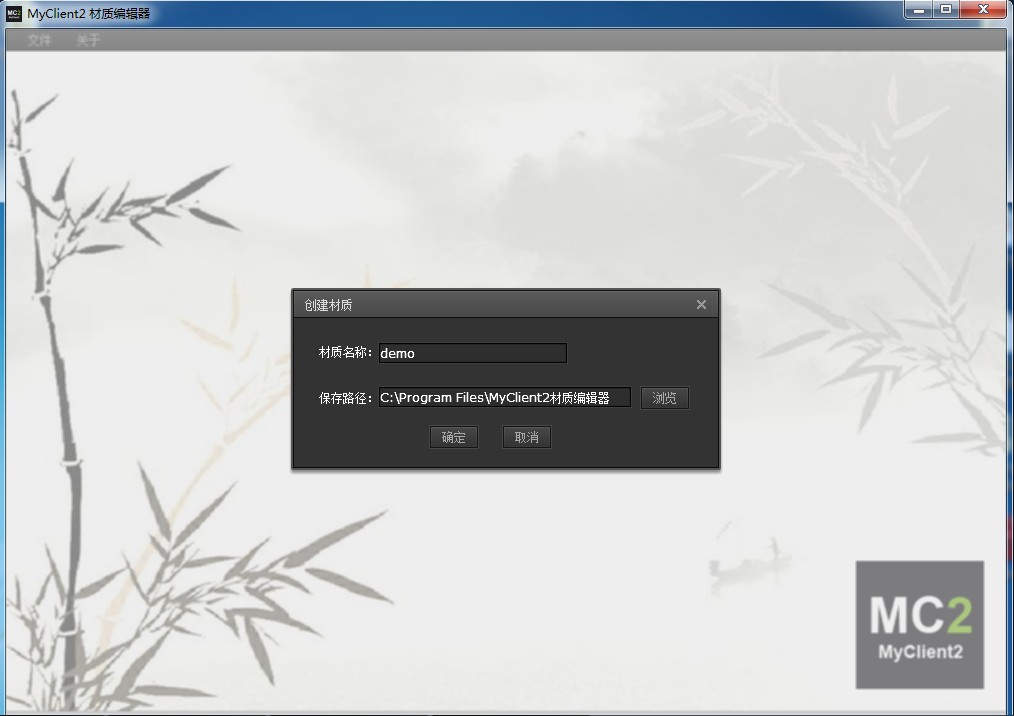 MC2 MyClient2 材质编辑器
文件 关于
创建材质
材质名称: demo
保存路径: C:\Program Files\MyClient2材质编辑器 浏览
确定 取消
MC2
MyClient2